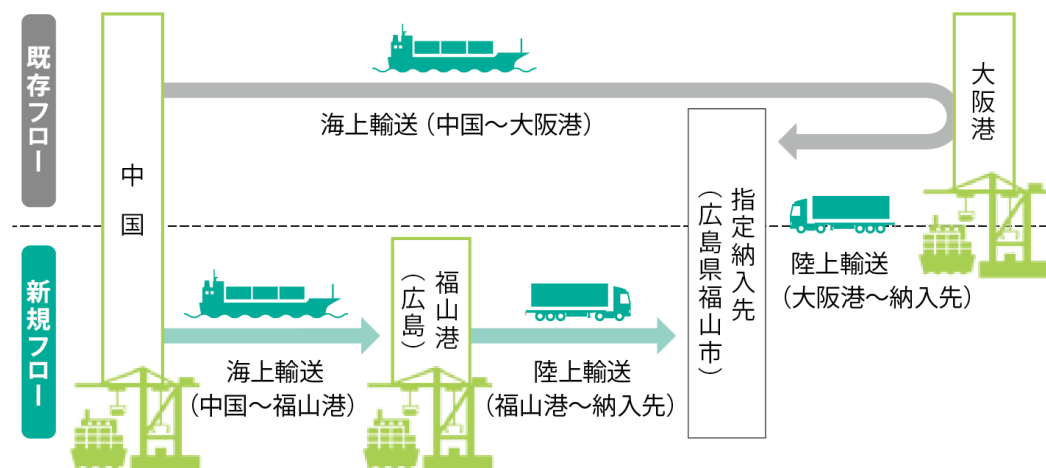 既存フロー
中国
海上輸送（中国～大阪港）
大阪港
指定納入先
（広島県福山市）
陸上輸送
（大阪港～納入先）
新規フロー
海上輸送
（中国～福山港）
福山港
（広島）
陸上輸送
（福山港～納入先）